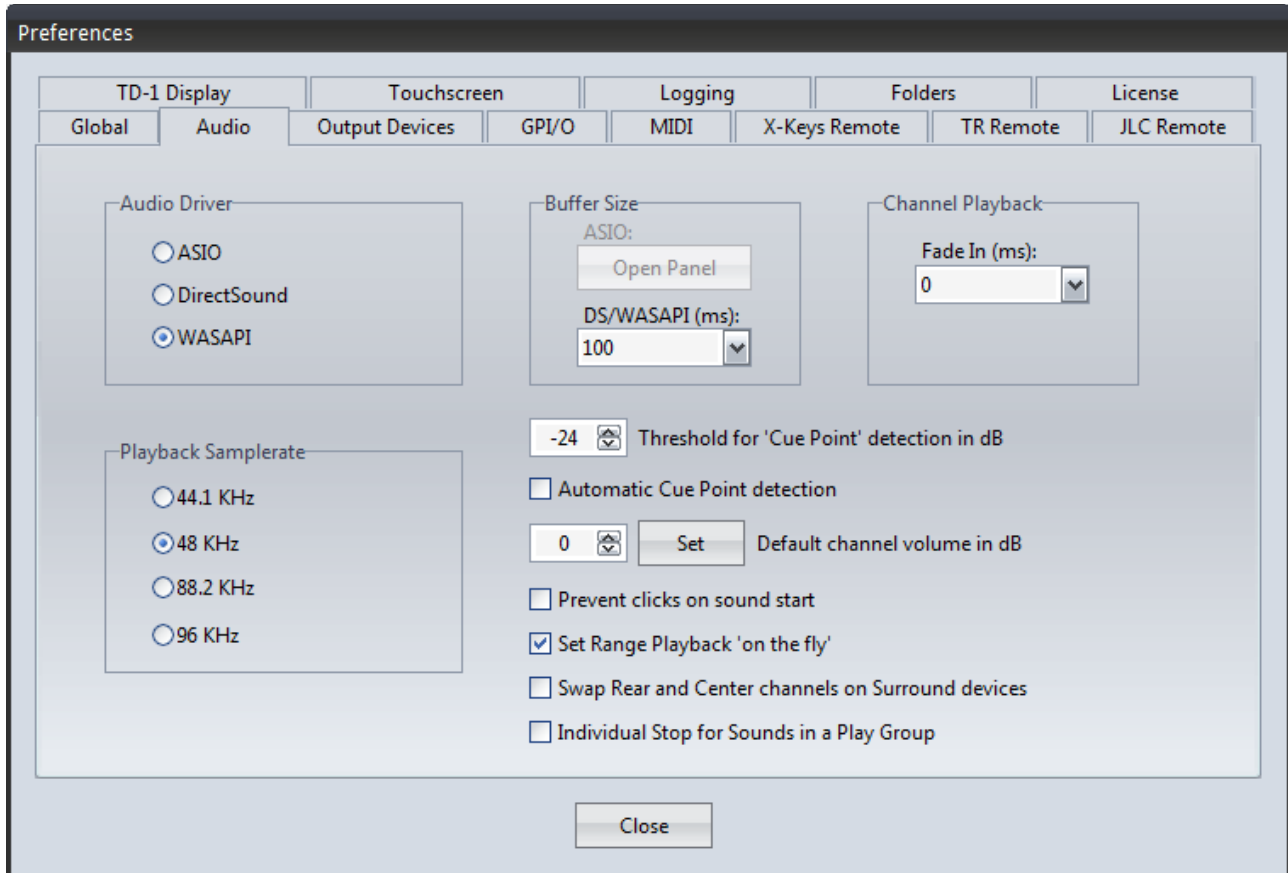 Preferences
TD-1 Display Touchscreen Logging Folders License
Global Audio Output Devices GPI/O MIDI X-Keys Remote TR Remote JLC Remote
Audio Driver
ASIO
DirectSound
WASAPI
Buffer Size
ASIO:
Open Panel
DS/WASAPI (ms):
100
Channel Playback
Fade In (ms):
0
Playback Samplerate
44.1 KHz
48 KHz
88.2 KHz
96 KHz
-24 Threshold for 'Cue Point' detection in dB
Automatic Cue Point detection
0 Set Default channel volume in dB
Prevent clicks on sound start
Set Range Playback 'on the fly'
Swap Rear and Center channels on Surround devices
Individual Stop for Sounds in a Play Group
Close